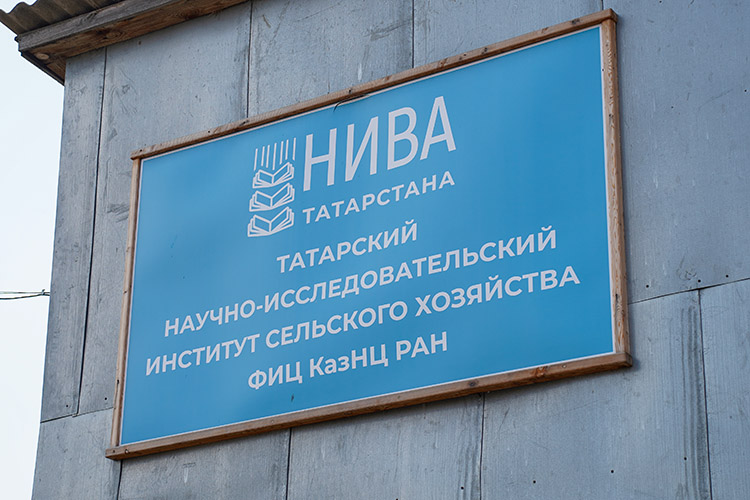 НИВА
ТАТАРСТАНА
ТАТАРСКИЙ
НАУЧНО-ИССЛЕДОВАТЕЛЬСКИЙ
ИНСТИТУТ СЕЛЬСКОГО ХОЗЯЙСТВА
ФИЦ КазНЦ РАН